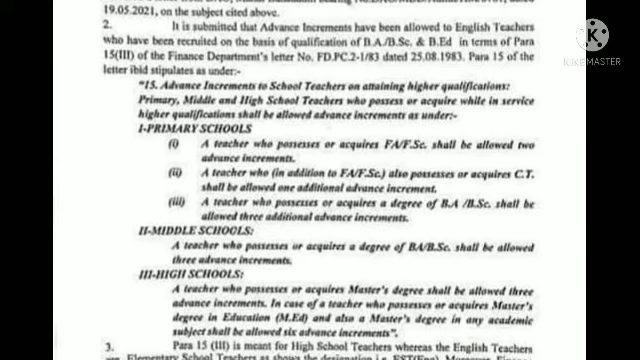 19.05.2021, on the subject cited above.
2. It is submitted that Advance Increments have been allowed to English Teachers
who have been recruited on the basis of qualification of B.A/B.Sc. & B.Ed in terms of Para
15(III) of the Finance Department's letter No. FD.PC.2-1/83 dated 25.08.1983. Para 15 of the
letter ibid stipulates as under:-
"15. Advance Increments to School Teachers on attaining higher qualifications:
Primary, Middle and High School Teachers who possess or acquire while in service
higher qualifications shall be allowed advance increments as under:-
I-PRIMARY SCHOOLS
(i) A teacher who possesses or acquires FA/F.Sc. shall be allowed two
advance increments.
(ii) A teacher who (in addition to FA/F.Sc.) also possesses or acquires C.T.
shall be allowed one additional advance increment.
(iii) A teacher who possesses or acquires a degree of B.A /B.Sc. shall be
allowed three additional advance increments.
II-MIDDLE SCHOOLS:
A teacher who possesses or acquires a degree of BA/B.Sc. shall be allowed
three advance increments.
III-HIGH SCHOOLS:
A teacher who possesses or acquires Master's degree shall be allowed three
advance increments. In case of a teacher who possesses or acquires Master's
degree in Education (M.Ed) and also a Master's degree in any academic
subject shall be allowed six advance increments".
3. Para 15 (III) is meant for High School Teachers whereas the English Teachers
Elementary School Teachers as shows the designation i.e.
KINEMASTER